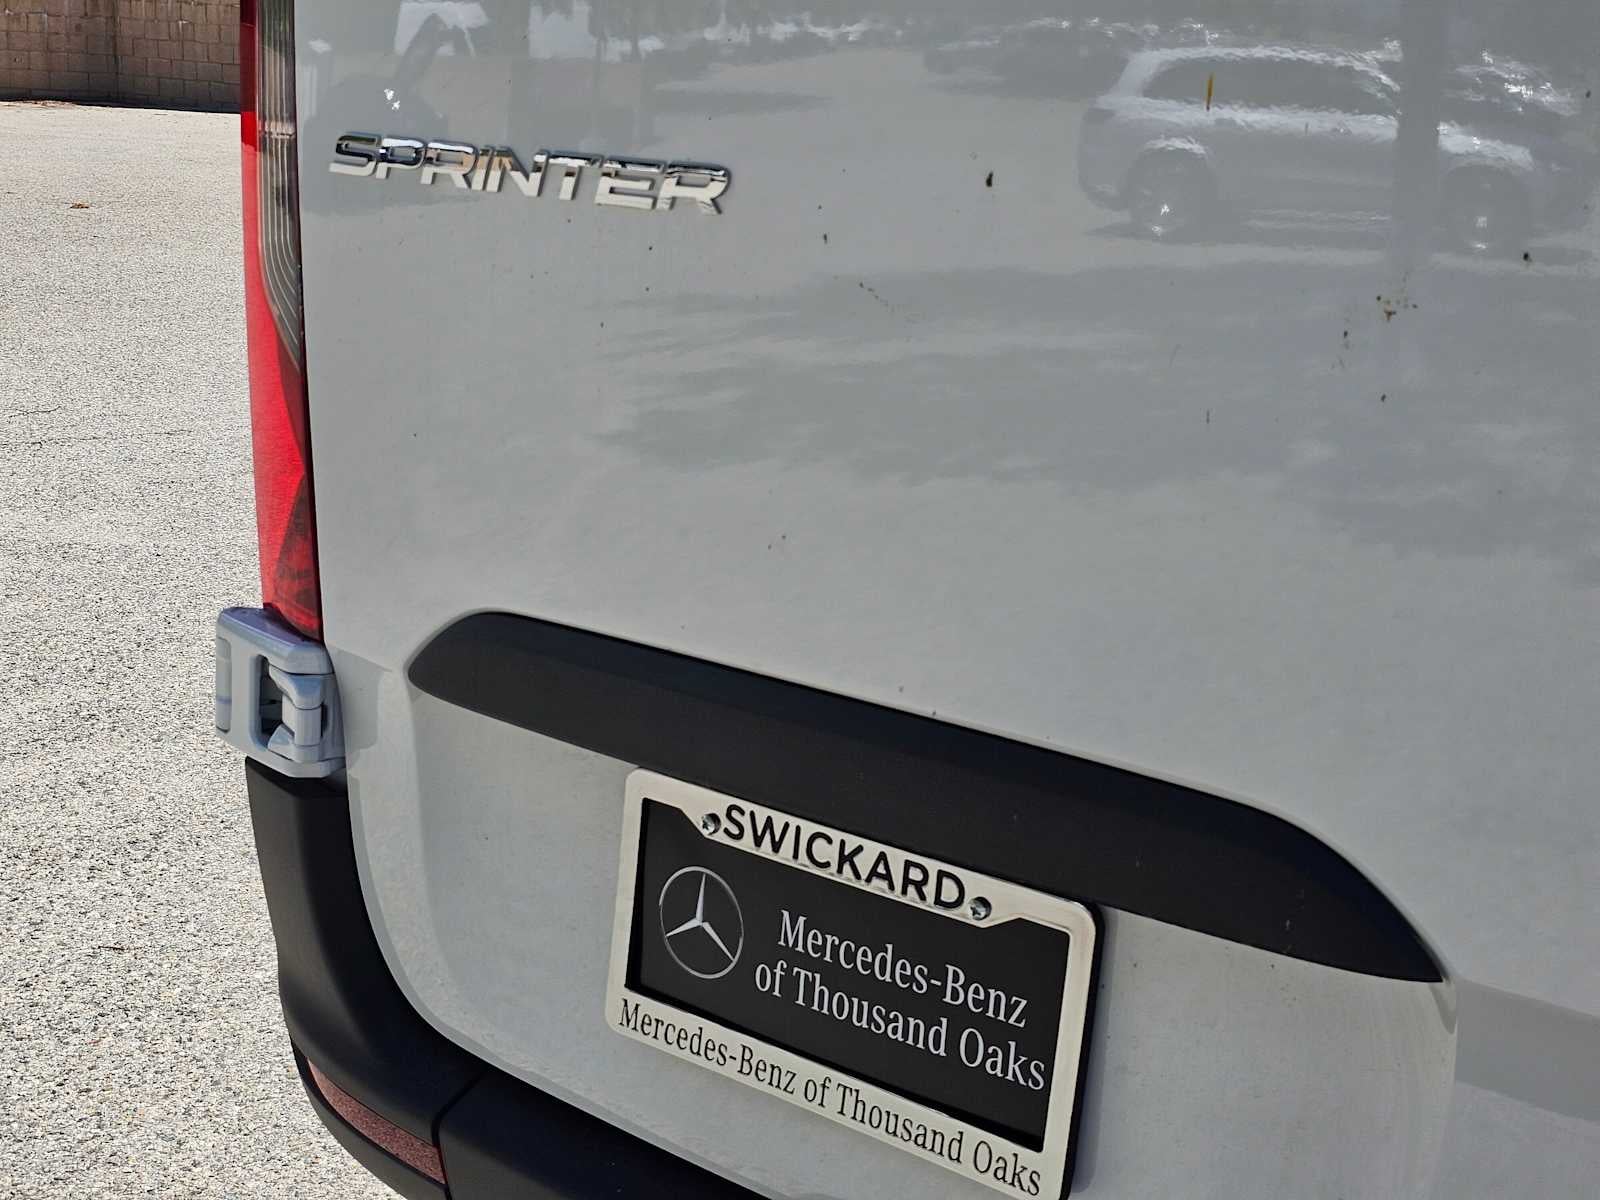 SPRINTER
SWICKARD
Mercedes-Benz
of Thousand Oaks
Mercedes-Benz of Thousand Oaks